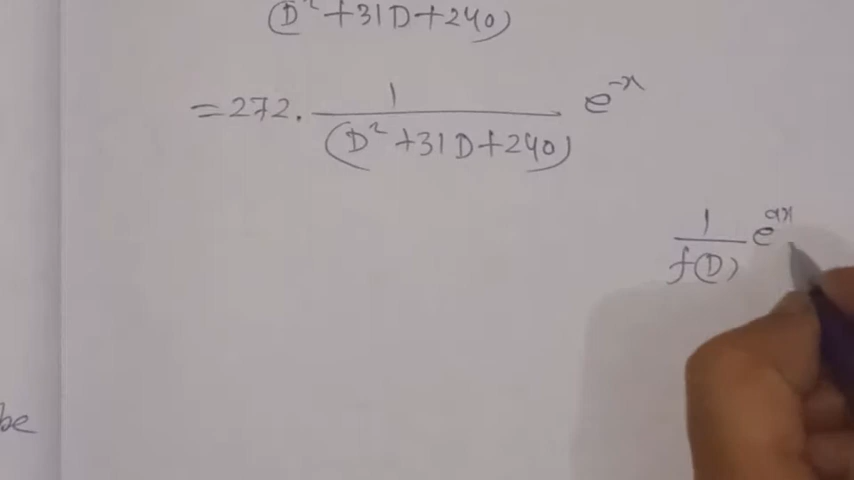 (D²+31D+240)
=272. 1/(D²+31D+240) e^-x
1/f(D) e^ax
be